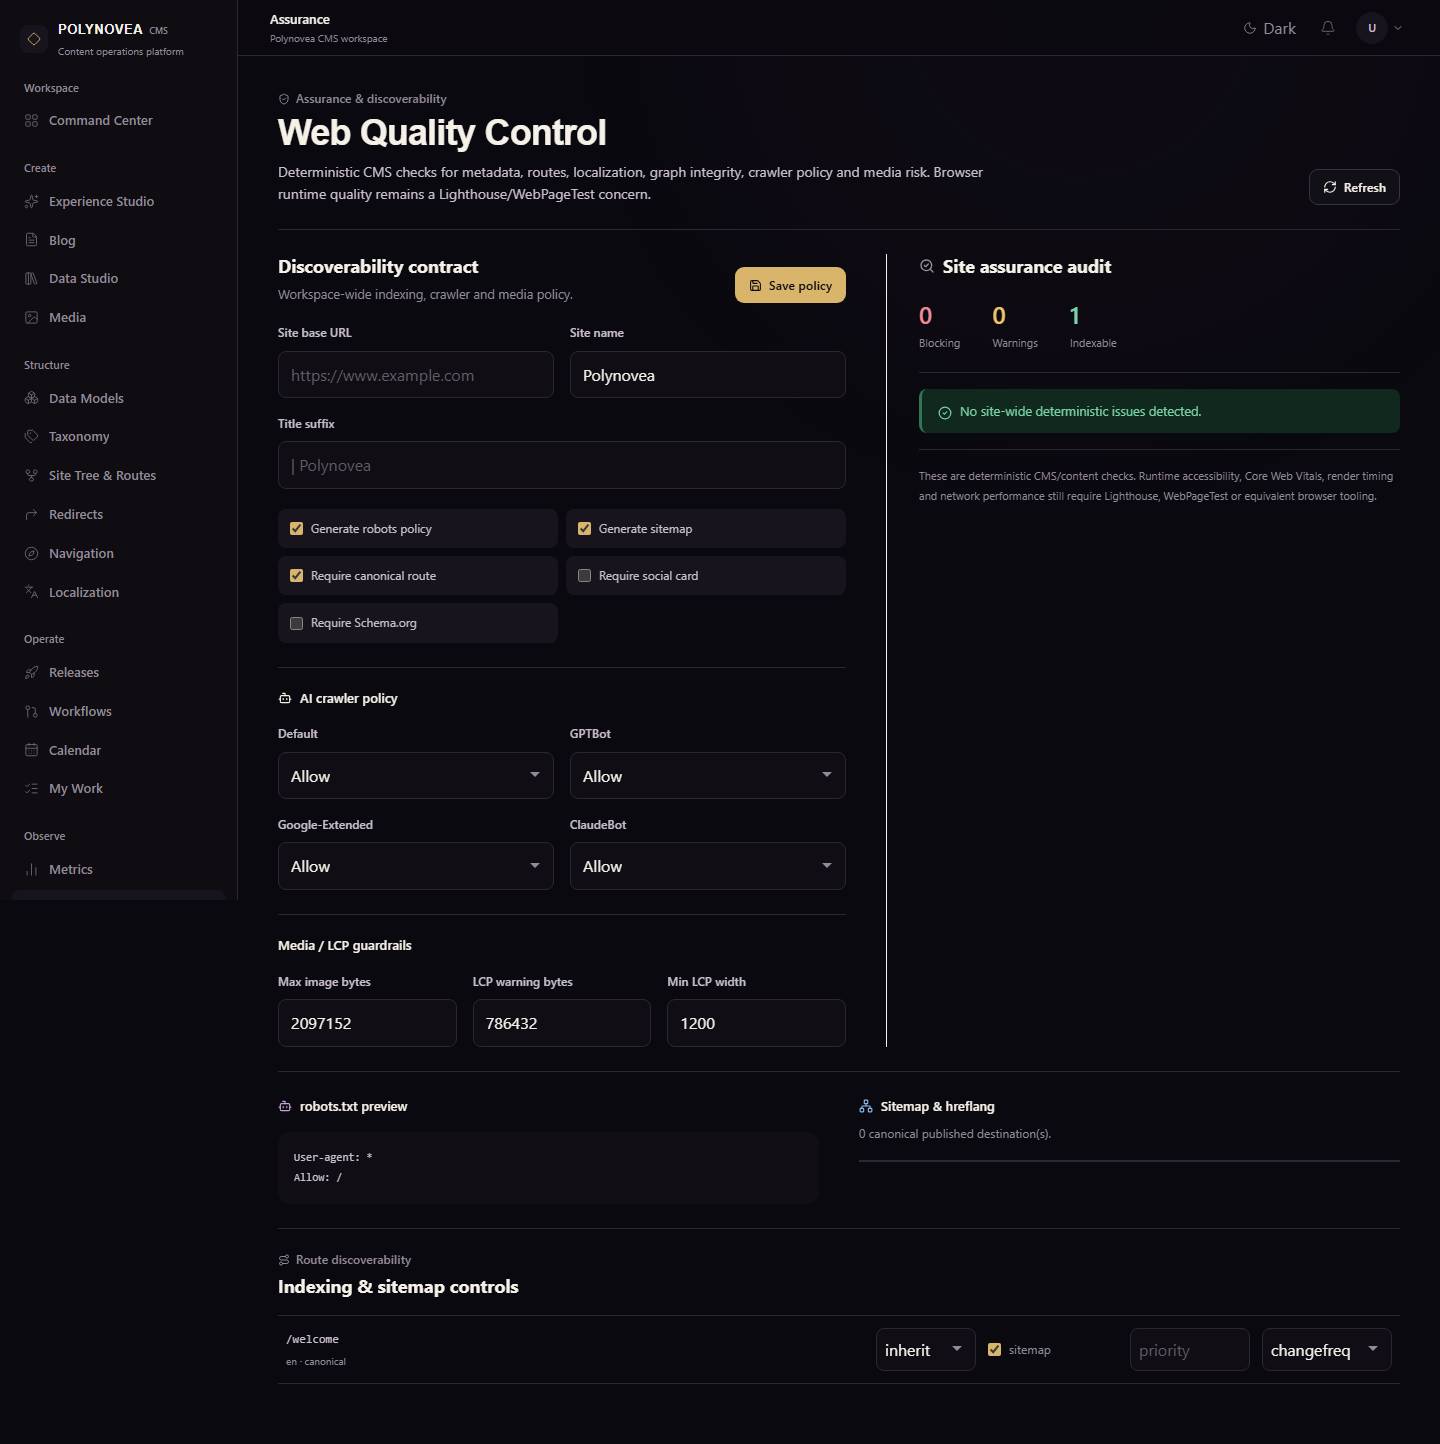 POLYNOVEA CMS
Content operations platform
Workspace
Command Center
Create
Experience Studio
Blog
Data Studio
Media
Structure
Data Models
Taxonomy
Site Tree & Routes
Redirects
Navigation
Localization
Operate
Releases
Workflows
Calendar
My Work
Observe
Metrics
Assurance
Polynovea CMS workspace
Dark
U
Assurance & discoverability
Web Quality Control
Deterministic CMS checks for metadata, routes, localization, graph integrity, crawler policy and media risk. Browser
runtime quality remains a Lighthouse/WebPageTest concern.
Refresh
Discoverability contract
Workspace-wide indexing, crawler and media policy.
Save policy
Site base URL
Site name
https://www.example.com
Polynovea
Title suffix
| Polynovea
Generate robots policy
Generate sitemap
Require canonical route
Require social card
Require Schema.org
AI crawler policy
Default
GPTBot
Allow
Allow
Google-Extended
ClaudeBot
Allow
Allow
Media / LCP guardrails
Max image bytes
LCP warning bytes
Min LCP width
2097152
786432
1200
Site assurance audit
0
0
1
Blocking
Warnings
Indexable
No site-wide deterministic issues detected.
These are deterministic CMS/content checks. Runtime accessibility, Core Web Vitals, render timing
and network performance still require Lighthouse, WebPageTest or equivalent browser tooling.
robots.txt preview
User-agent: *
Allow: /
Sitemap & hreflang
0 canonical published destination(s).
Route discoverability
Indexing & sitemap controls
/welcome
en · canonical
inherit
sitemap
priority
changefreq